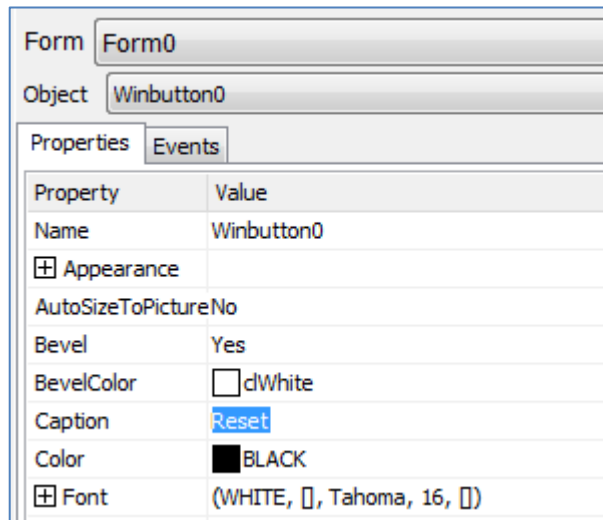 Form Form0
Object Winbutton0
Properties Events
Property Value
Name Winbutton0
Appearance
AutoSizeToPicture No
Bevel Yes
BevelColor clWhite
Caption Reset
Color BLACK
Font (WHITE, [], Tahoma, 16, [])